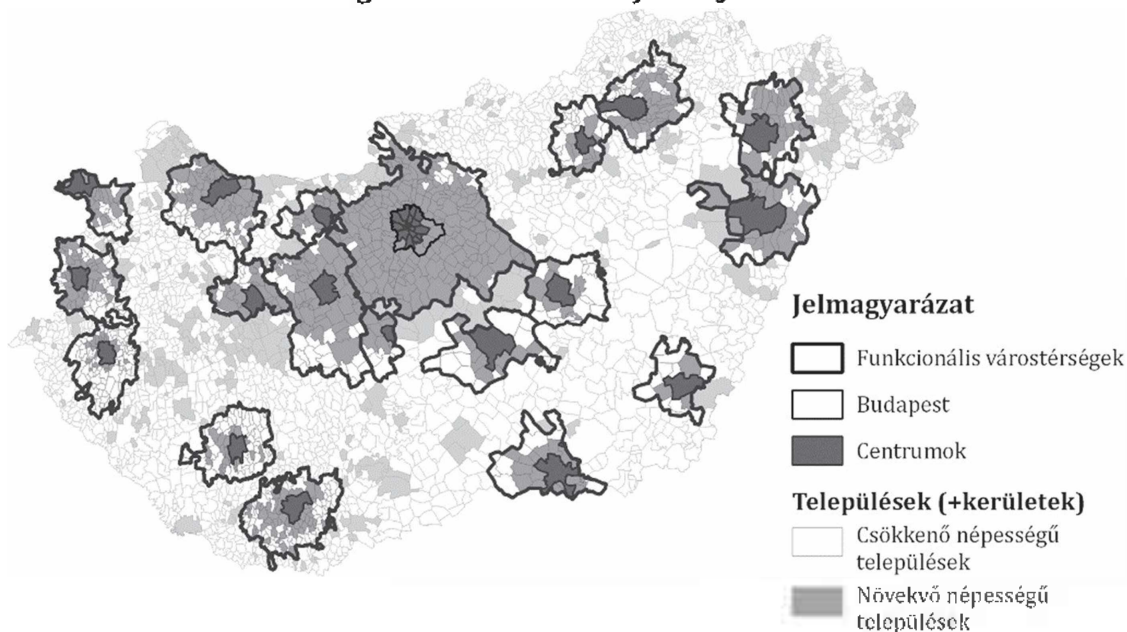 Jelmagyarázat
Funkcionális várostérségek
Budapest
Centrumok
Települések (+kerületek)
Csökkenő népességű
települések
Növekvő népességű
települések